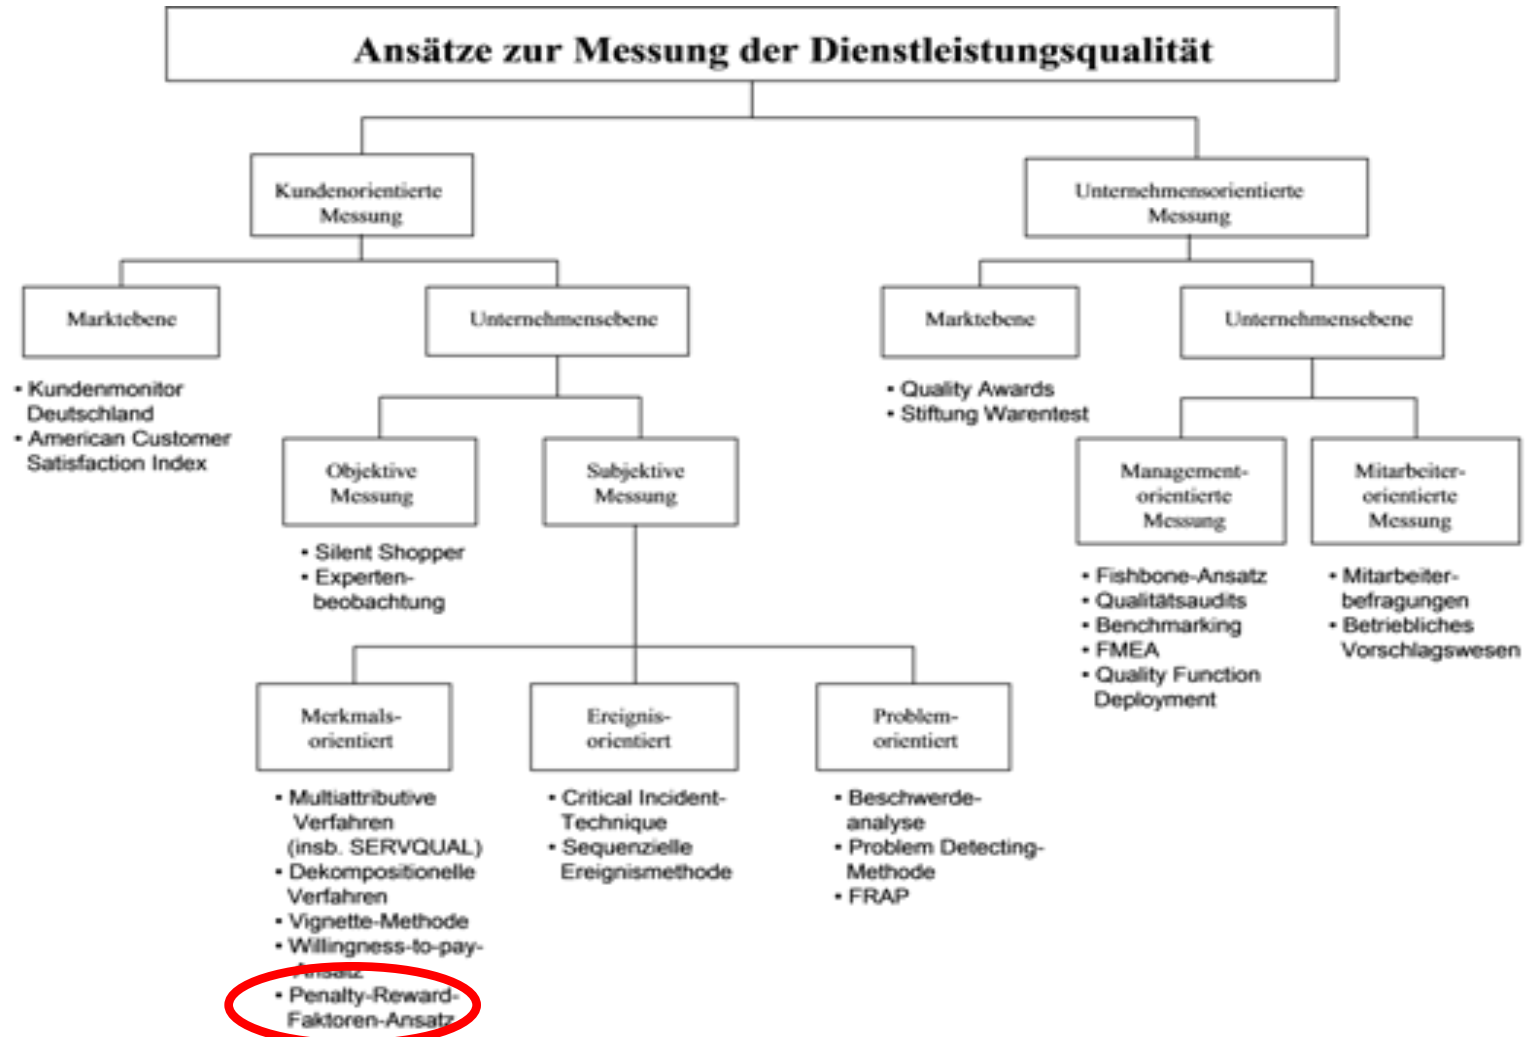 Ansätze zur Messung der Dienstleistungsqualität
Kundenorientierte
Messung
Unternehmensorientierte
Messung
Marktebene
Unternehmensebene
Marktebene
Unternehmensebene
• Kundenmonitor
Deutschland
• American Customer
Satisfaction Index
• Quality Awards
• Stiftung Warentest
Objektive
Messung
Subjektive
Messung
Management-
orientierte
Messung
Mitarbeiter-
orientierte
Messung
• Silent Shopper
• Experten-
beobachtung
• Fishbone-Ansatz
• Qualitätsaudits
• Benchmarking
• FMEA
• Quality Function
Deployment
• Mitarbeiter-
befragungen
• Betriebliches
Vorschlagswesen
Merkmals-
orientiert
Ereignis-
orientiert
Problem-
orientiert
• Multiattributive
Verfahren
(insb. SERVQUAL)
• Dekompositionelle
Verfahren
• Vignette-Methode
• Willingness-to-pay-
Ansatz
• Penalty-Reward-
Faktoren-Ansatz
• Critical Incident-
Technique
• Sequenzielle
Ereignismethode
• Beschwerde-
analyse
• Problem Detecting-
Methode
• FRAP